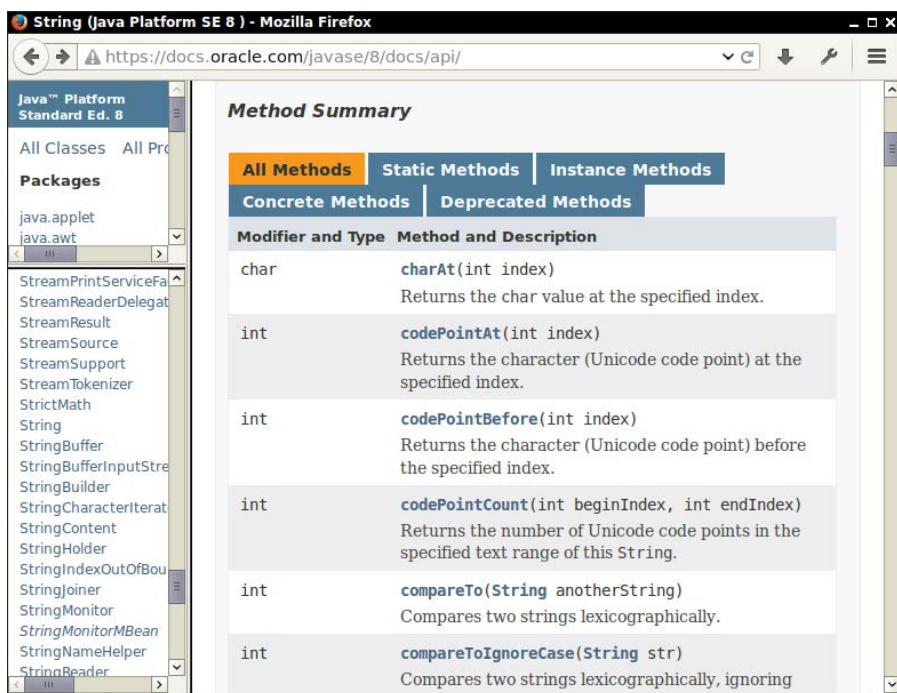 String (Java Platform SE 8 ) - Mozilla Firefox
https://docs.oracle.com/javase/8/docs/api/
Java™ Platform
Standard Ed. 8
All Classes All Pro
Packages
java.applet
java.awt
StreamPrintServiceFa
StreamReaderDelegat
StreamResult
StreamSource
StreamSupport
StreamTokenizer
StrictMath
String
StringBuffer
StringBufferInputStre
StringBuilder
StringCharacterIterat
StringContent
StringHolder
StringIndexOutOfBou
StringJoiner
StringMonitor
StringMonitorMBean
StringNameHelper
StringReader
Method Summary
All Methods Static Methods Instance Methods
Concrete Methods Deprecated Methods
Modifier and Type Method and Description
char charAt(int index)
Returns the char value at the specified index.
int codePointAt(int index)
Returns the character (Unicode code point) at the
specified index.
int codePointBefore(int index)
Returns the character (Unicode code point) before
the specified index.
int codePointCount(int beginIndex, int endIndex)
Returns the number of Unicode code points in the
specified text range of this String.
int compareTo(String anotherString)
Compares two strings lexicographically.
int compareToIgnoreCase(String str)
Compares two strings lexicographically, ignoring